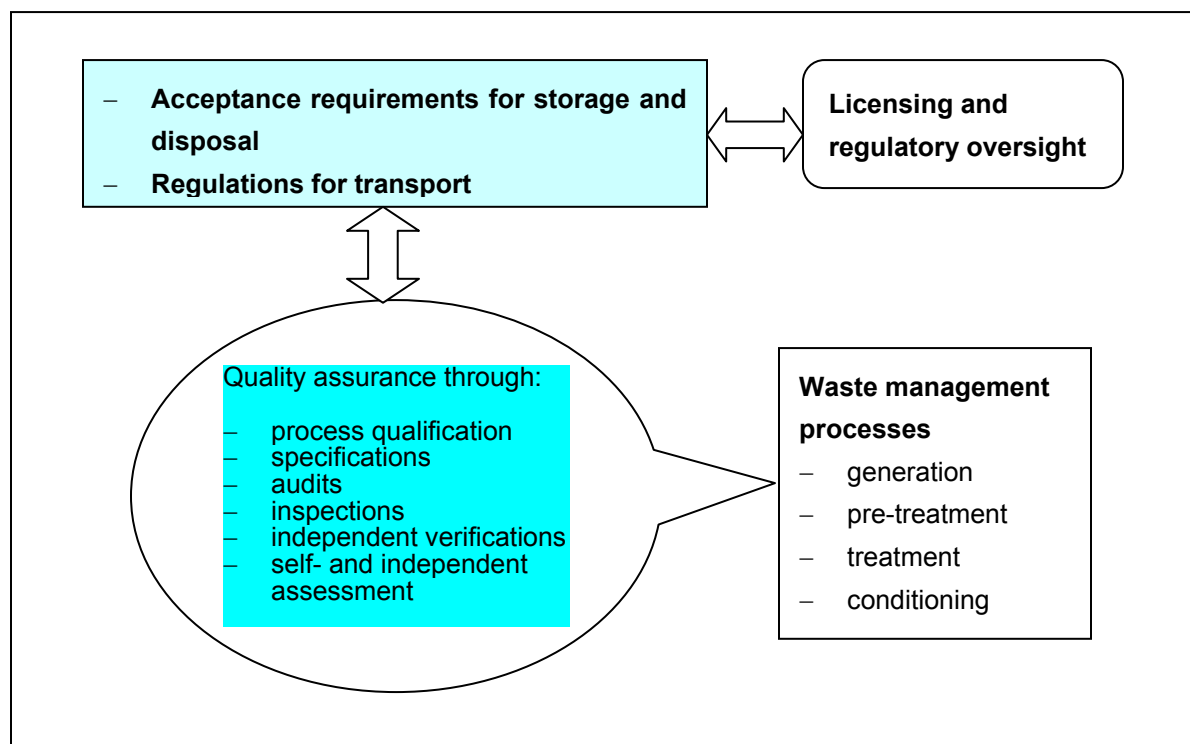 – Acceptance requirements for storage and
disposal
– Regulations for transport
Licensing and
regulatory oversight
Quality assurance through:
– process qualification
– specifications
– audits
– inspections
– independent verifications
– self- and independent
assessment
Waste management
processes
– generation
– pre-treatment
– treatment
– conditioning